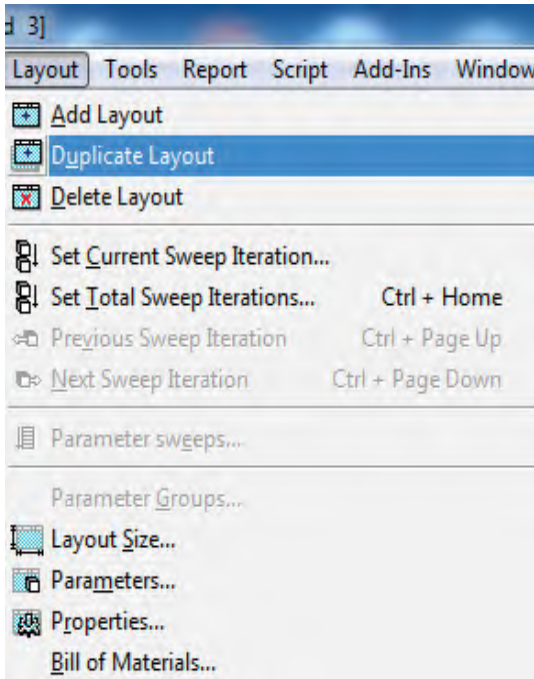 d 3]
Layout Tools Report Script Add-Ins Window
Add Layout
Duplicate Layout
Delete Layout
Set Current Sweep Iteration...
Set Total Sweep Iterations... Ctrl + Home
Previous Sweep Iteration Ctrl + Page Up
Next Sweep Iteration Ctrl + Page Down
Parameter sweeps...
Parameter Groups...
Layout Size...
Parameters...
Properties...
Bill of Materials...